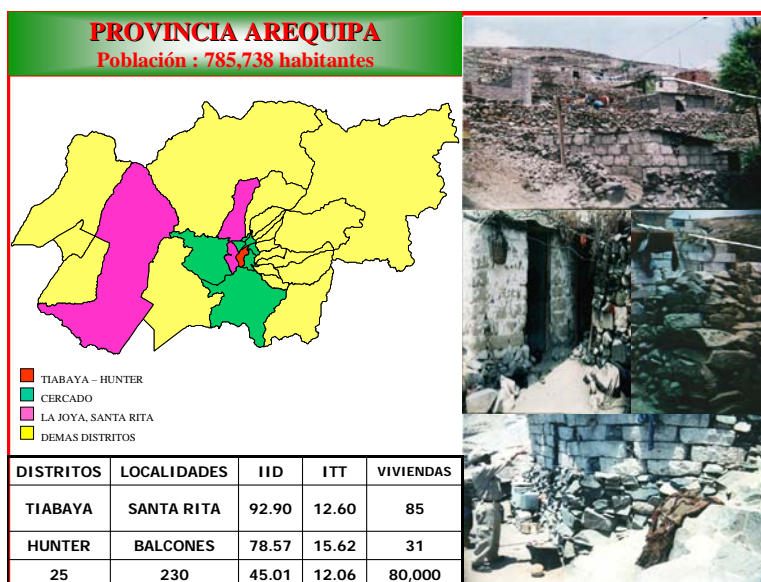 PROVINCIA AREQUIPA
Población : 785,738 habitantes
TIABAYA – HUNTER
CERCADO
LA JOYA, SANTA RITA
DEMAS DISTRITOS
DISTRITOS LOCALIDADES IID ITT VIVIENDAS
TIABAYA SANTA RITA 92.90 12.60 85
HUNTER BALCONES 78.57 15.62 31
25 230 45.01 12.06 80,000